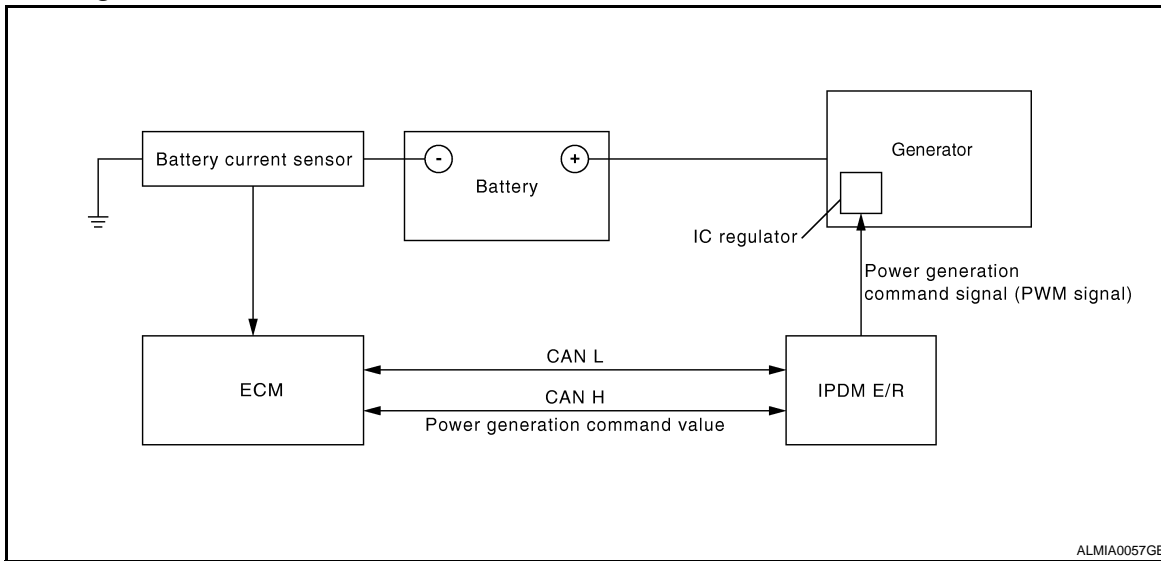 Battery current sensor
-
+
Battery
Generator
IC regulator
Power generation
command signal (PWM signal)
ECM
CAN L
CAN H
Power generation command value
IPDM E/R
ALMIA0057GB